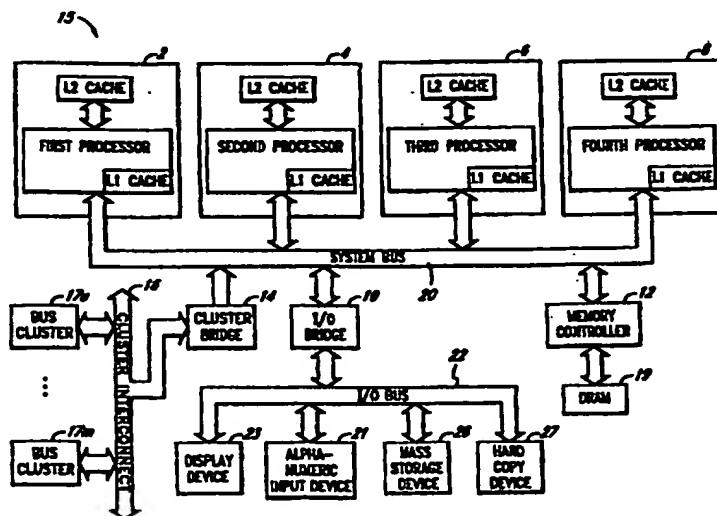 15
2
4
6
8
L2 CACHE
L2 CACHE
L2 CACHE
L2 CACHE
FIRST PROCESSOR
SECOND PROCESSOR
THIRD PROCESSOR
FOURTH PROCESSOR
L1 CACHE
L1 CACHE
L1 CACHE
L1 CACHE
SYSTEM BUS
20
17a
BUS
CLUSTER
CLUSTER INTERCONNECT
14
CLUSTER
BRIDGE
I/O
BRIDGE
12
MEMORY
CONTROLLER
19
DRAM
...
22
I/O BUS
17m
BUS
CLUSTER
23
DISPLAY
DEVICE
21
ALPHA-
NUMERIC
INPUT DEVICE
MASS
STORAGE
DEVICE
27
HARD
COPY
DEVICE